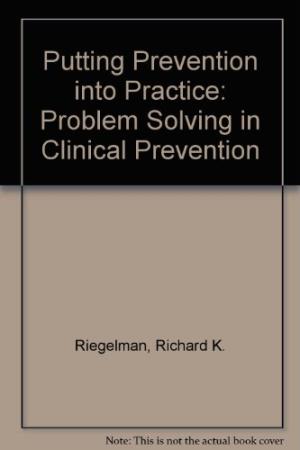 Putting Prevention
into Practice:
Problem Solving in
Clinical Prevention
Riegelman, Richard K.
Note: This is not the actual book cover